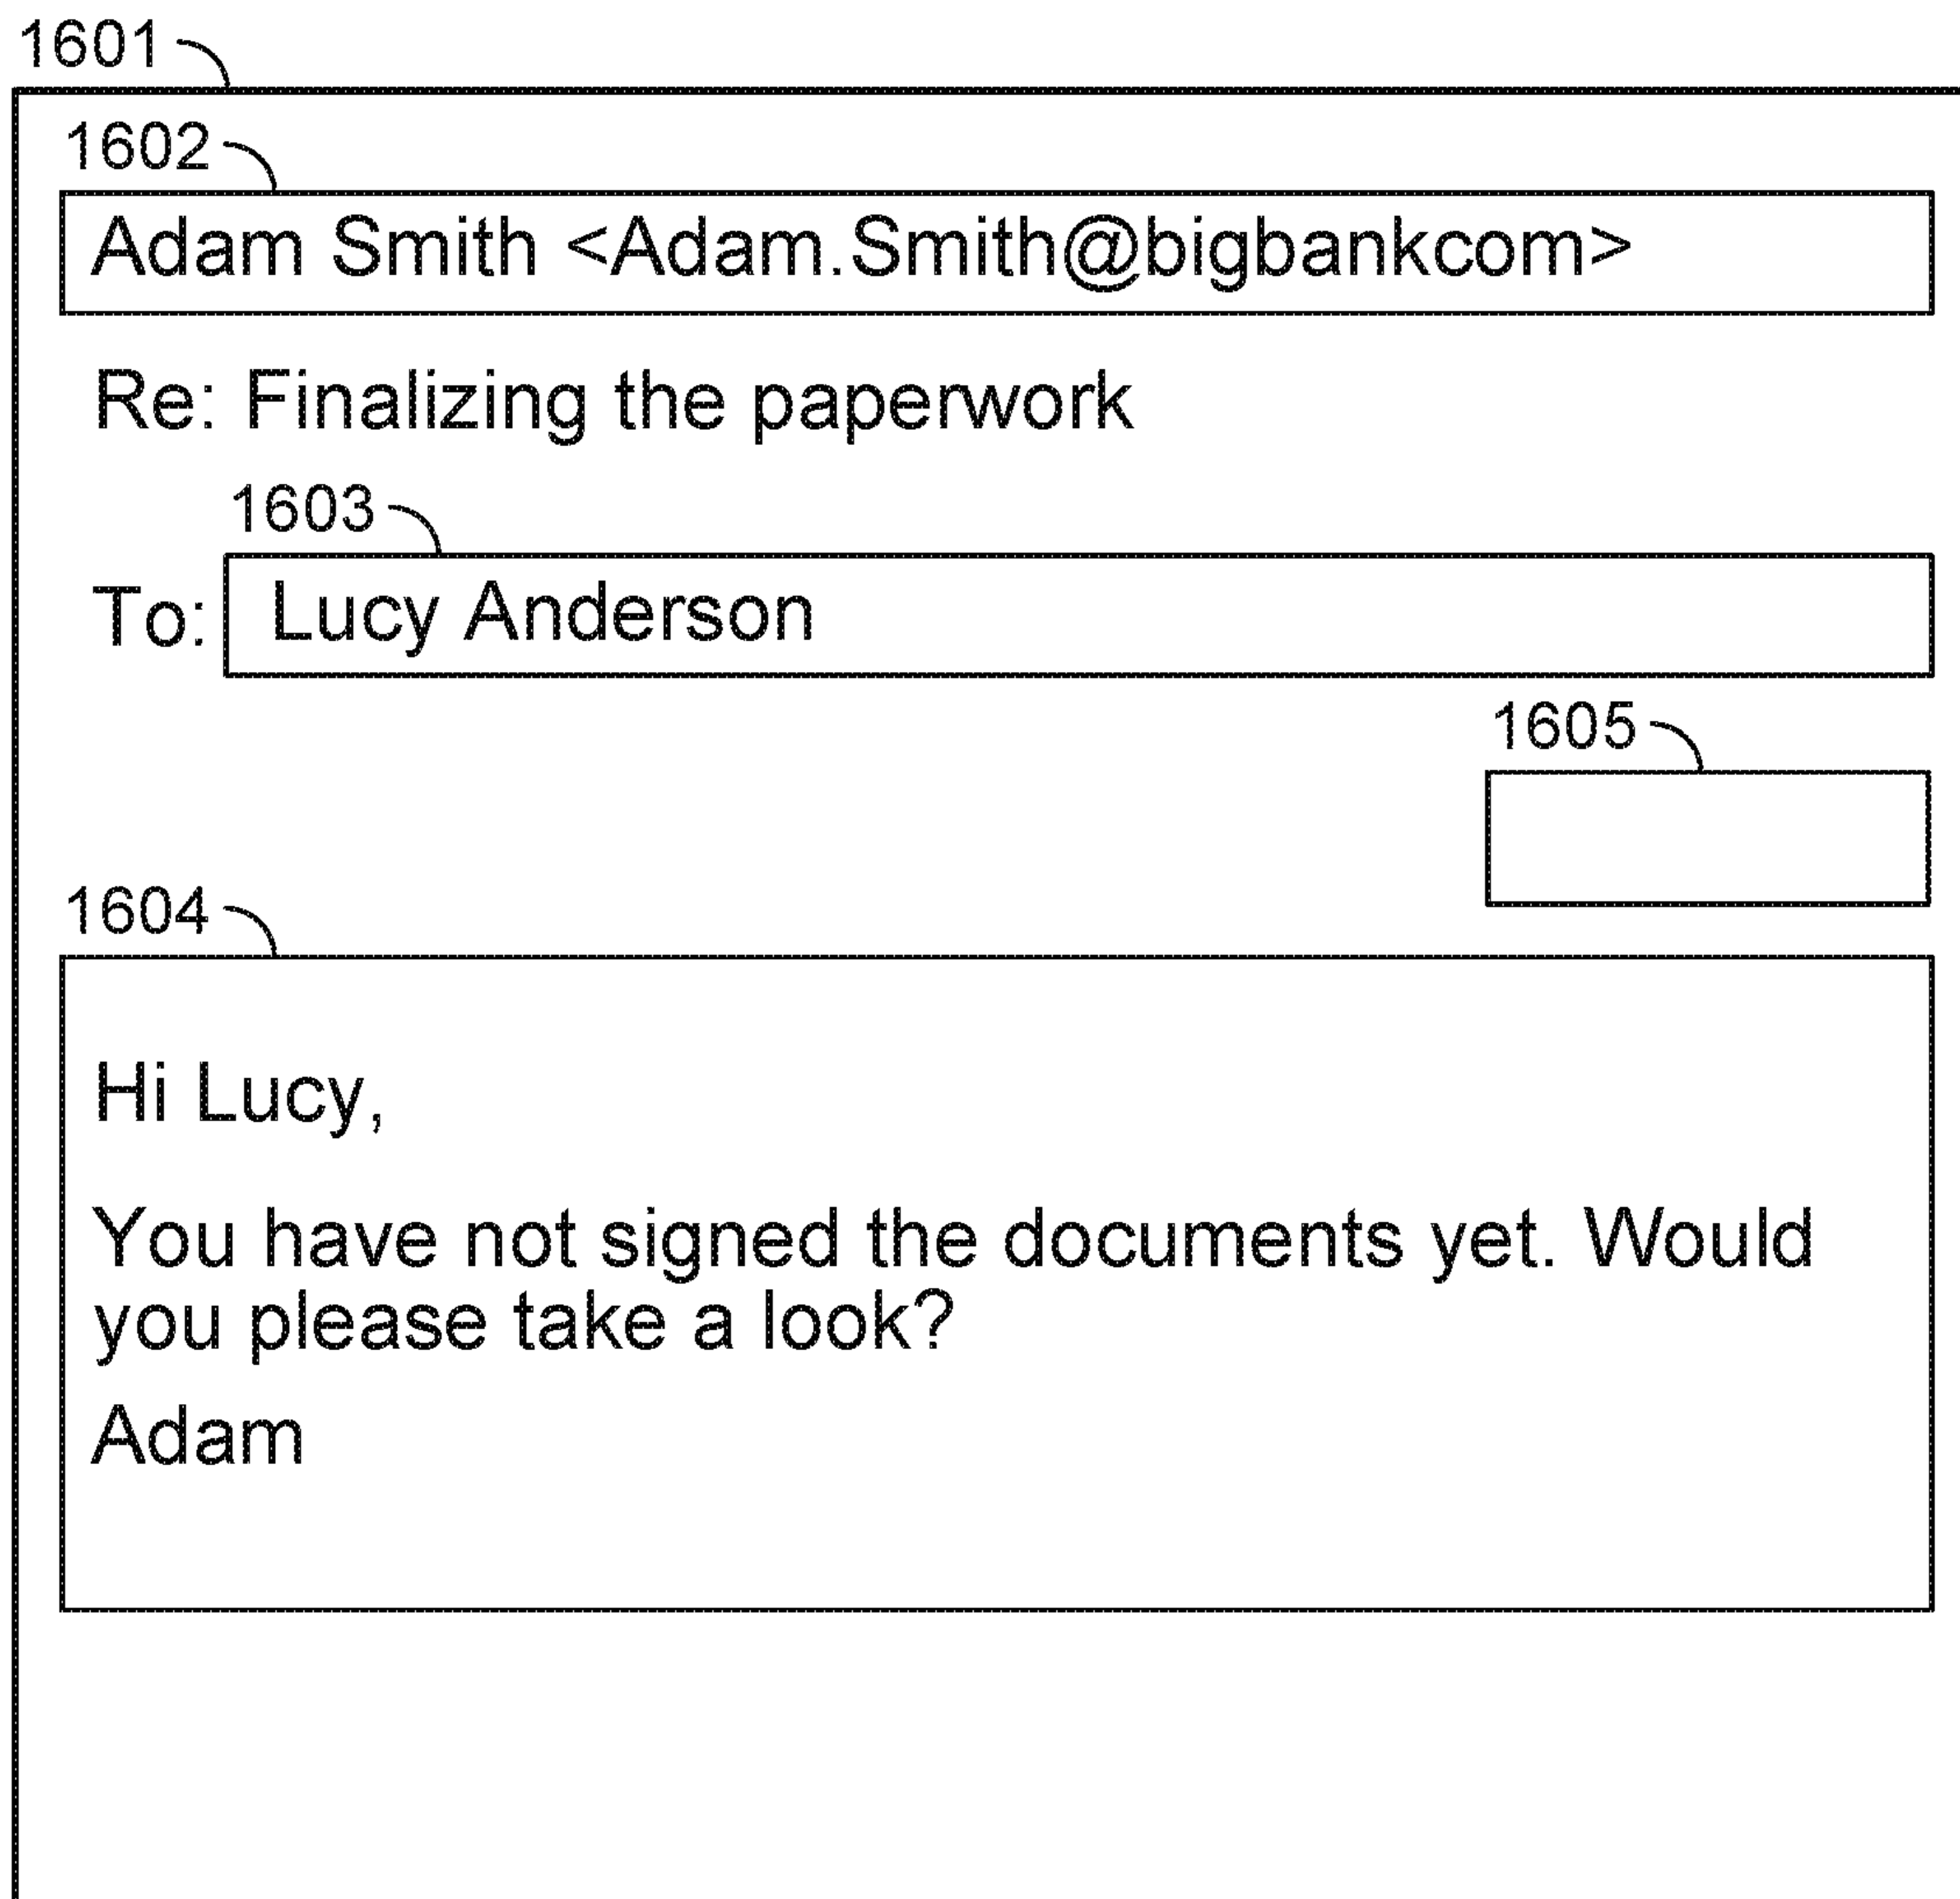 1601
1602
Adam Smith <Adam.Smith@bigbankcom>
Re: Finalizing the paperwork
1603
To: Lucy Anderson
1605
1604
Hi Lucy,
You have not signed the documents yet. Would
you please take a look?
Adam